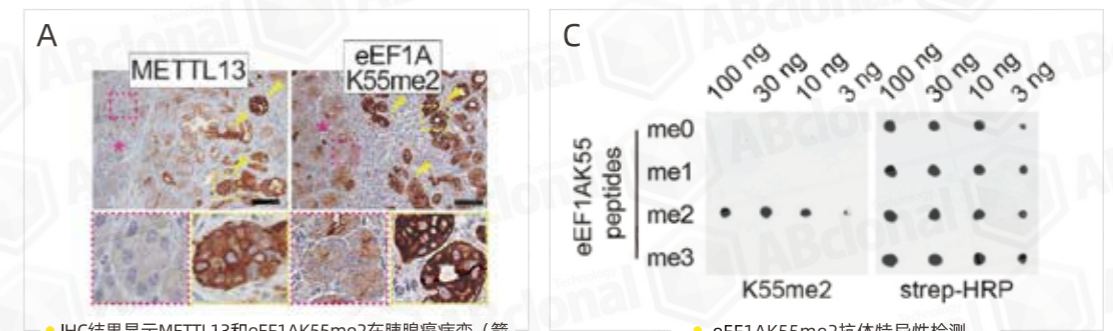 A
METTL13
eEF1A
K55me2
C
100 ng
30 ng
10 ng
3 ng
100 ng
30 ng
10 ng
3 ng
eEF1AK55
peptides
me0
me1
me2
me3
K55me2
strep-HRP
IHC结果显示METTL13和eEF1AK55me2在胰腺癌病变（箭
eEF1AK55me2抗体特异性检测
ABclonal
Technology